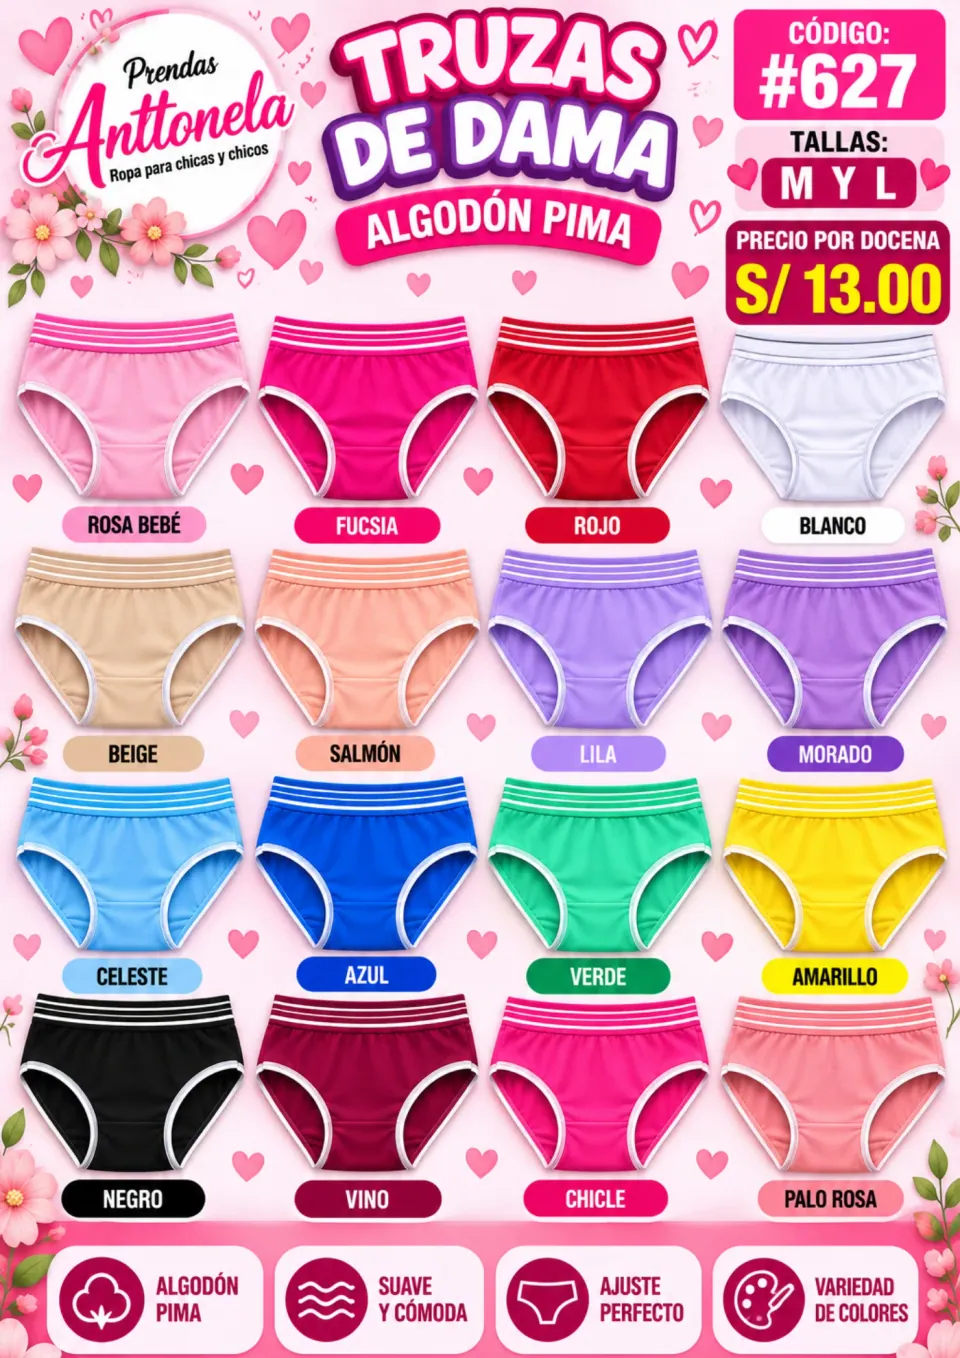 Prendas
Anttonela
Ropa para chicas y chicos
TRUZAS
DE DAMA
ALGODÓN PIMA
CÓDIGO:
#627
TALLAS:
M Y L
PRECIO POR DOCENA
S/ 13.00
ROSA BEBÉ
FUCSIA
ROJO
BLANCO
BEIGE
SALMÓN
LILA
MORADO
CELESTE
AZUL
VERDE
AMARILLO
NEGRO
VINO
CHICLE
PALO ROSA
ALGODÓN
PIMA
SUAVE
Y CÓMODA
AJUSTE
PERFECTO
VARIEDAD
DE COLORES